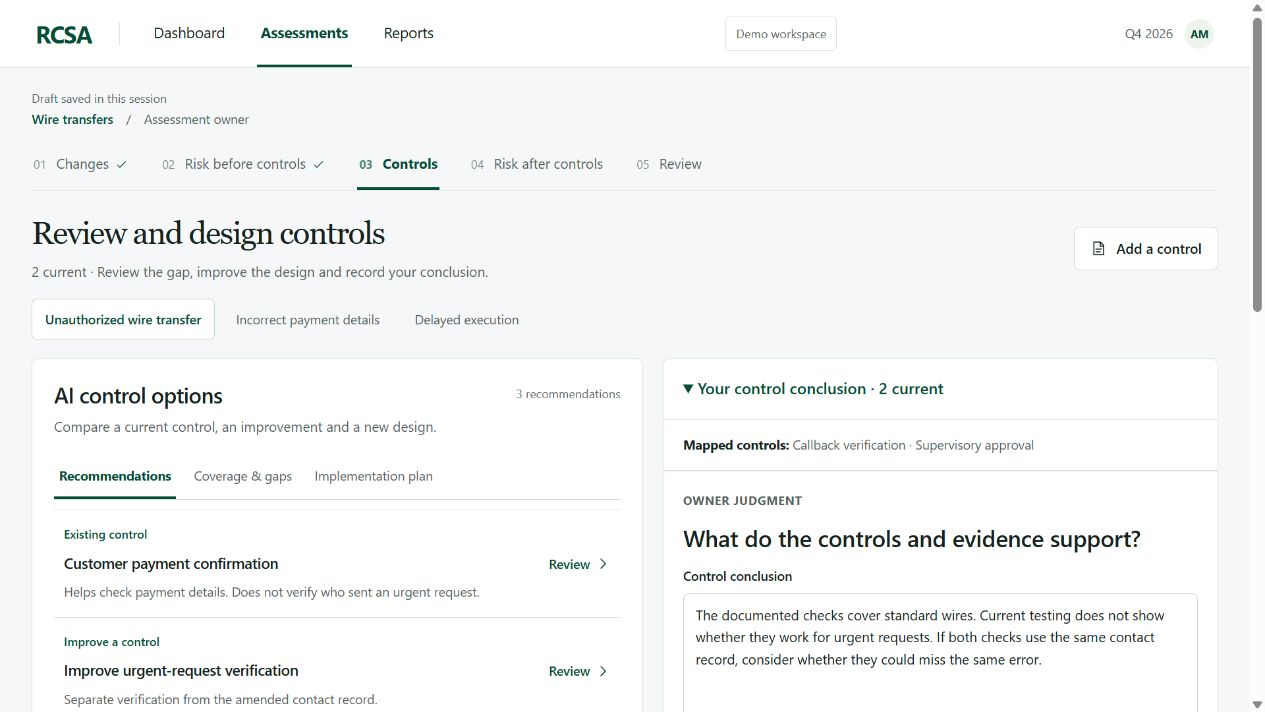 RCSA
Dashboard
Assessments
Reports
Demo workspace
Q4 2026
AM
Draft saved in this session
Wire transfers / Assessment owner
01 Changes ✓
02 Risk before controls ✓
03 Controls
04 Risk after controls
05 Review
Review and design controls
2 current · Review the gap, improve the design and record your conclusion.
Add a control
Unauthorized wire transfer
Incorrect payment details
Delayed execution
AI control options
3 recommendations
Compare a current control, an improvement and a new design.
Recommendations
Coverage & gaps
Implementation plan
Existing control
Customer payment confirmation
Review
Helps check payment details. Does not verify who sent an urgent request.
Improve a control
Improve urgent-request verification
Review
Separate verification from the amended contact record.
Your control conclusion · 2 current
Mapped controls: Callback verification · Supervisory approval
OWNER JUDGMENT
What do the controls and evidence support?
Control conclusion
The documented checks cover standard wires. Current testing does not show
whether they work for urgent requests. If both checks use the same contact
record, consider whether they could miss the same error.